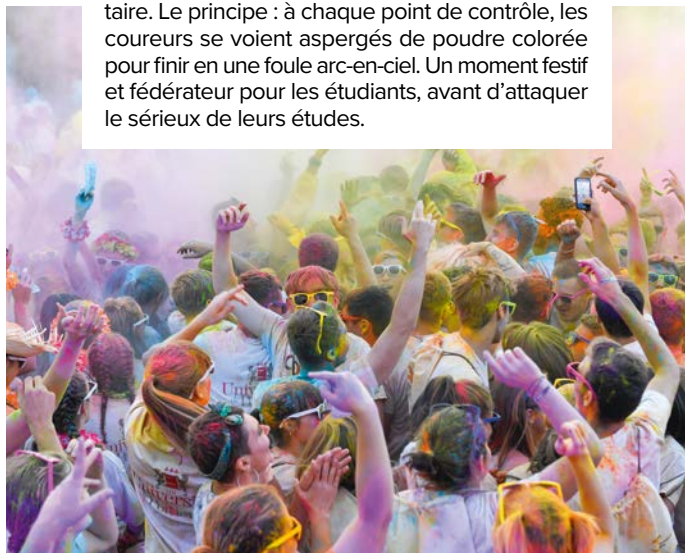 taire. Le principe : à chaque point de contrôle, les
coureurs se voient aspergés de poudre colorée
pour finir en une foule arc-en-ciel. Un moment festif
et fédérateur pour les étudiants, avant d’attaquer
le sérieux de leurs études.